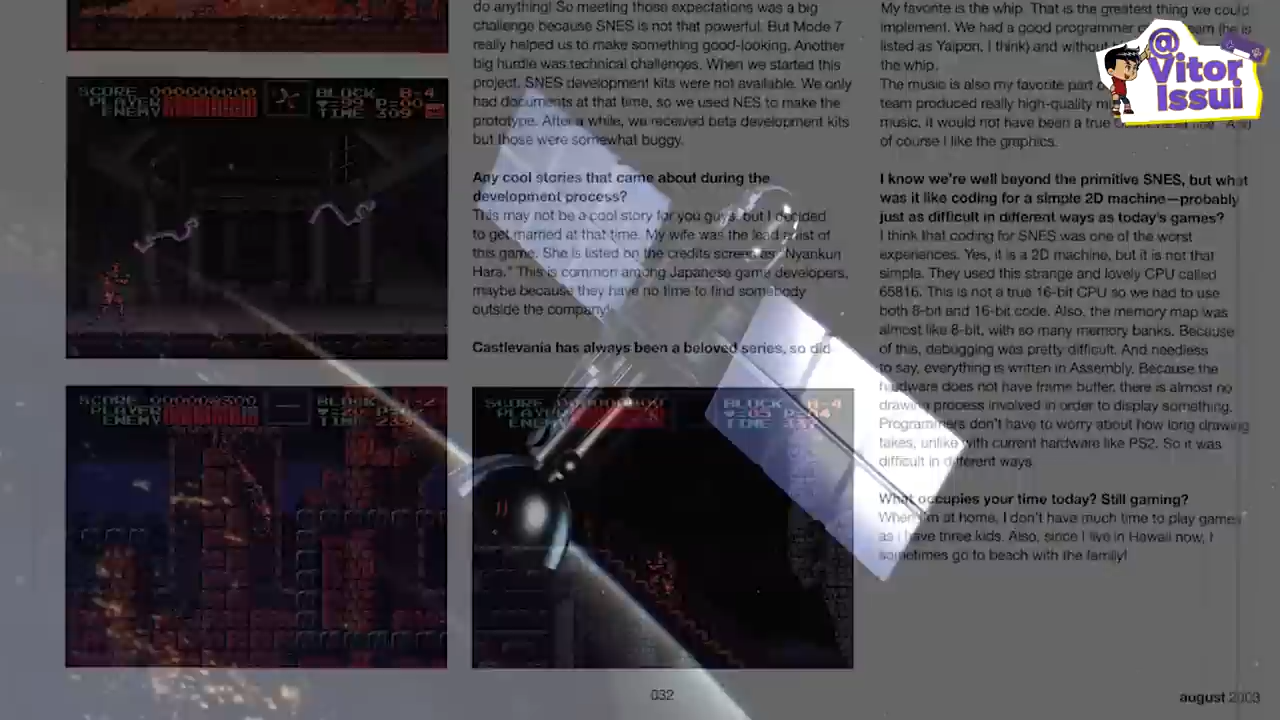 do anything! So meeting those expectations was a big
challenge because SNES is not that powerful. But Mode 7
really helped us to make something good-looking. Another
big hurdle was technical challenges. When we started this
project, SNES development kits were not available. We only
had documents at that time, so we used NES to make the
prototype. After a while, we received beta development kits
but those were somewhat buggy.
Any cool stories that came about during the
development process?
This may not be a cool story for you guys, but I decided
to get married at that time. My wife was the lead artist of
this game. She is listed on the credits screen as "Nyankun
Hara." This is common among Japanese game developers,
maybe because they have no time to find somebody
outside the company!
Castlevania has always been a beloved series, so did
My favorite is the whip. That is the greatest thing we could
implement. We had a good programmer team (he is
listed as Yaipon, I think) and without
the whip.
The music is also my favorite part
team produced really high-quality
music, it would not have been a true
of course I like the graphics.
I know we're well beyond the primitive SNES, but what
was it like coding for a simple 2D machine—probably
just as difficult in different ways as today's games?
I think that coding for SNES was one of the worst
experiences. Yes, it is a 2D machine, but it is not that
simple. They used this strange and lovely CPU called
65816. This is not a true 16-bit CPU so we had to use
both 8-bit and 16-bit code. Also, the memory map was
almost like 8-bit, with so many memory banks. Because
of this, debugging was pretty difficult. And needless
to say, everything is written in Assembly. Because the
hardware does not have frame buffer, there is almost no
drawing process involved in order to display something.
Programmers don't have to worry about how long drawing
takes, unlike with current hardware like PS2. So it was
difficult in different ways.
What occupies your time today? Still gaming?
When I'm at home, I don't have much time to play games
as I have three kids. Also, since I live in Hawaii now, I
sometimes go to beach with the family!
SCORE 0000000000
PLAYER
ENEMY
BLOCK 8-4
♥=99 P=00
TIME 309
SCORE
PLAYER
ENEMY
BLOCK
TIME
SCORE
PLAYER
ENEMY
BLOCK
TIME
032
august 2003
@
Vitor
Issui